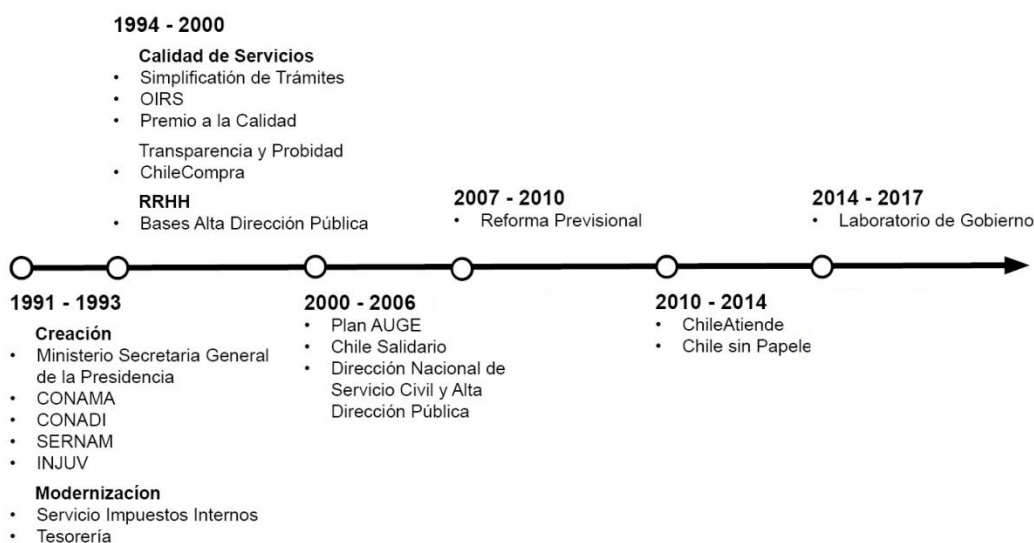 1994 - 2000
Calidad de Servicios
• Simplificatión de Trámites
• OIRS
• Premio a la Calidad
Transparencia y Probidad
• ChileCompra
RRHH
• Bases Alta Dirección Pública
2007 - 2010
• Reforma Previsional
2014 - 2017
• Laboratorio de Gobierno
1991 - 1993
Creación
• Ministerio Secretaria General
de la Presidencia
• CONAMA
• CONADI
• SERNAM
• INJUV
Modernizacíon
• Servicio Impuestos Internos
• Tesorería
2000 - 2006
• Plan AUGE
• Chile Salidario
• Dirección Nacional de
Servicio Civil y Alta
Dirección Pública
2010 - 2014
• ChileAtiende
• Chile sin Papele